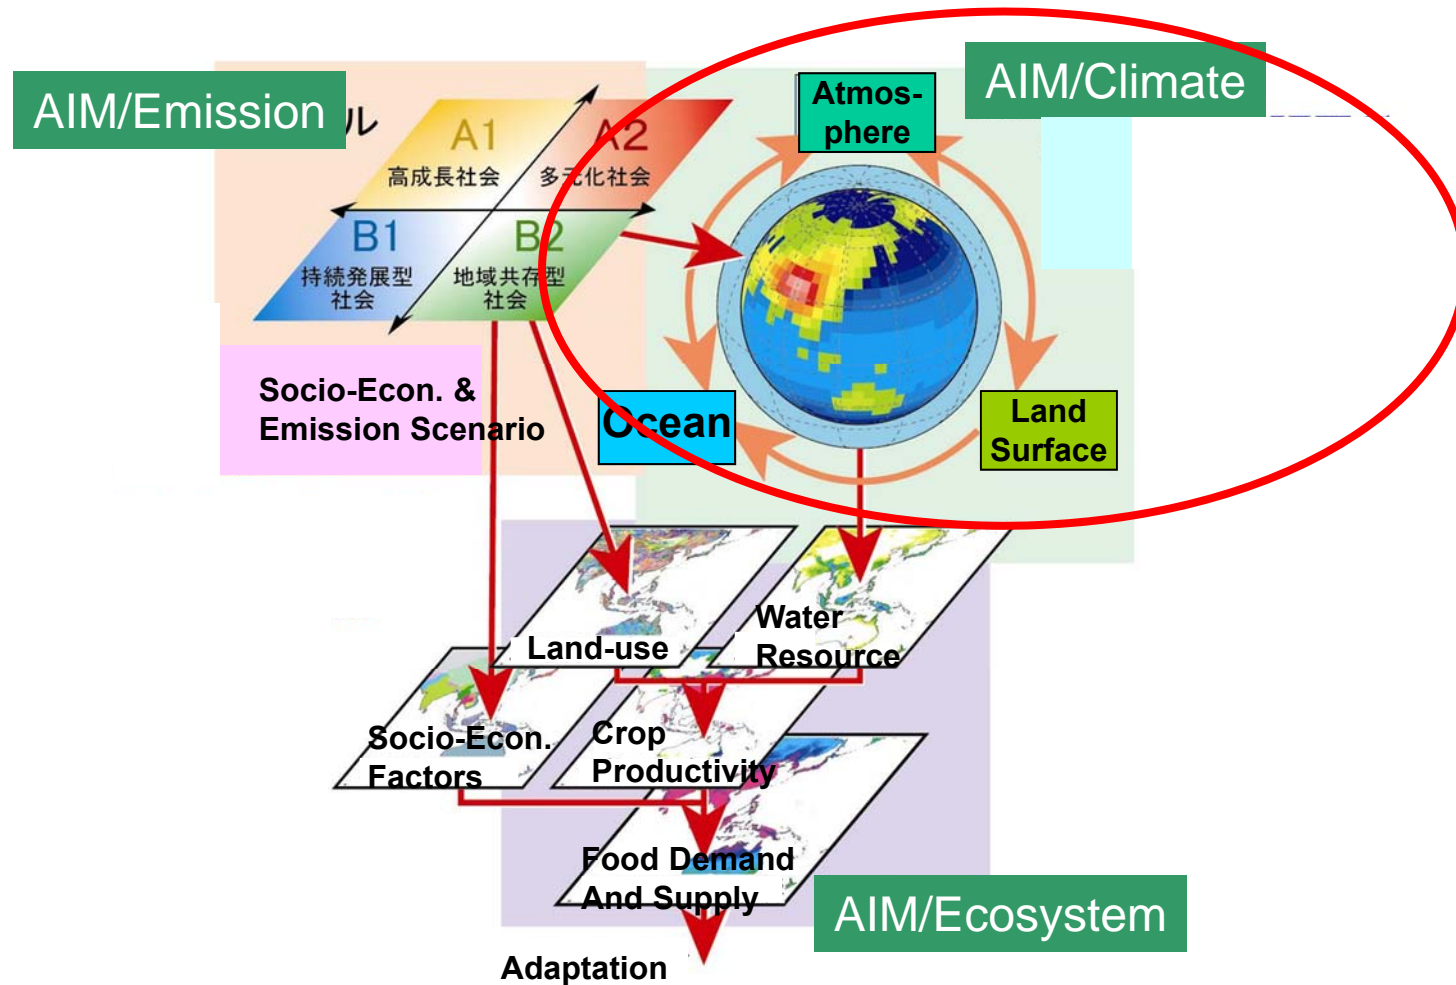 AIM/Emission
ル
AIM/Climate
A1
高成長社会
A2
多元化社会
B1
持続発展型
社会
B2
地域共存型
社会
Atmos-
phere
Ocean
Land
Surface
Socio-Econ. &
Emission Scenario
Land-use
Water
Resource
Socio-Econ.
Factors
Crop
Productivity
Food Demand
And Supply
AIM/Ecosystem
Adaptation